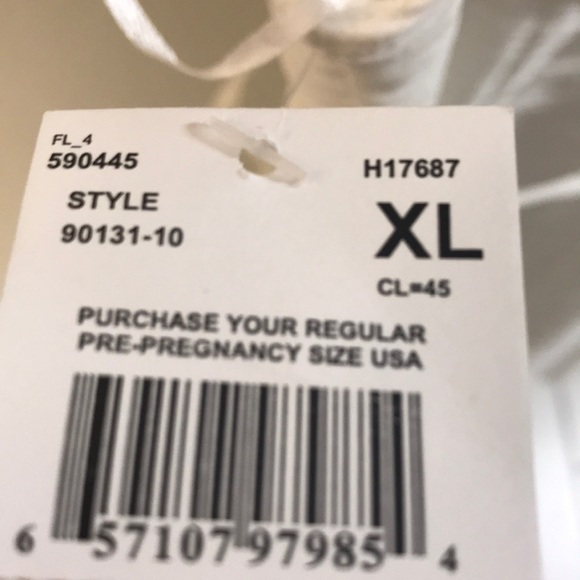 FL_4
590445
H17687
STYLE
90131-10
XL
CL=45
PURCHASE YOUR REGULAR
PRE-PREGNANCY SIZE USA
6 57107 97985 4